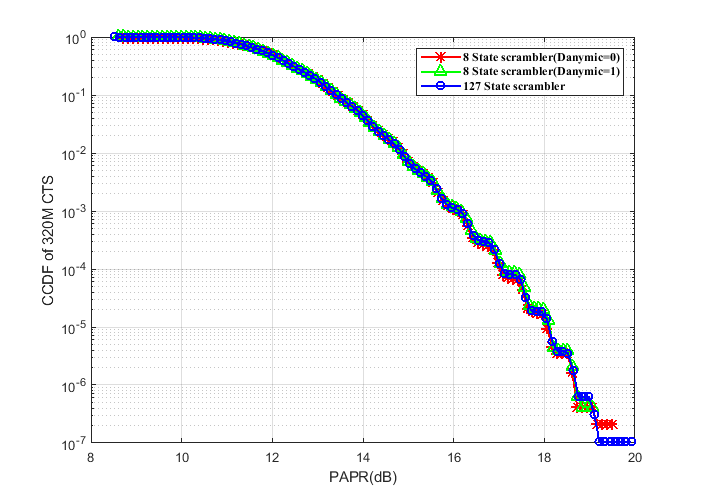 8 State scrambler(Danymic=0)
8 State scrambler(Danymic=1)
127 State scrambler
CCDF of 320M CTS
10^0
10^-1
10^-2
10^-3
10^-4
10^-5
10^-6
10^-7
8 10 12 14 16 18 20
PAPR(dB)